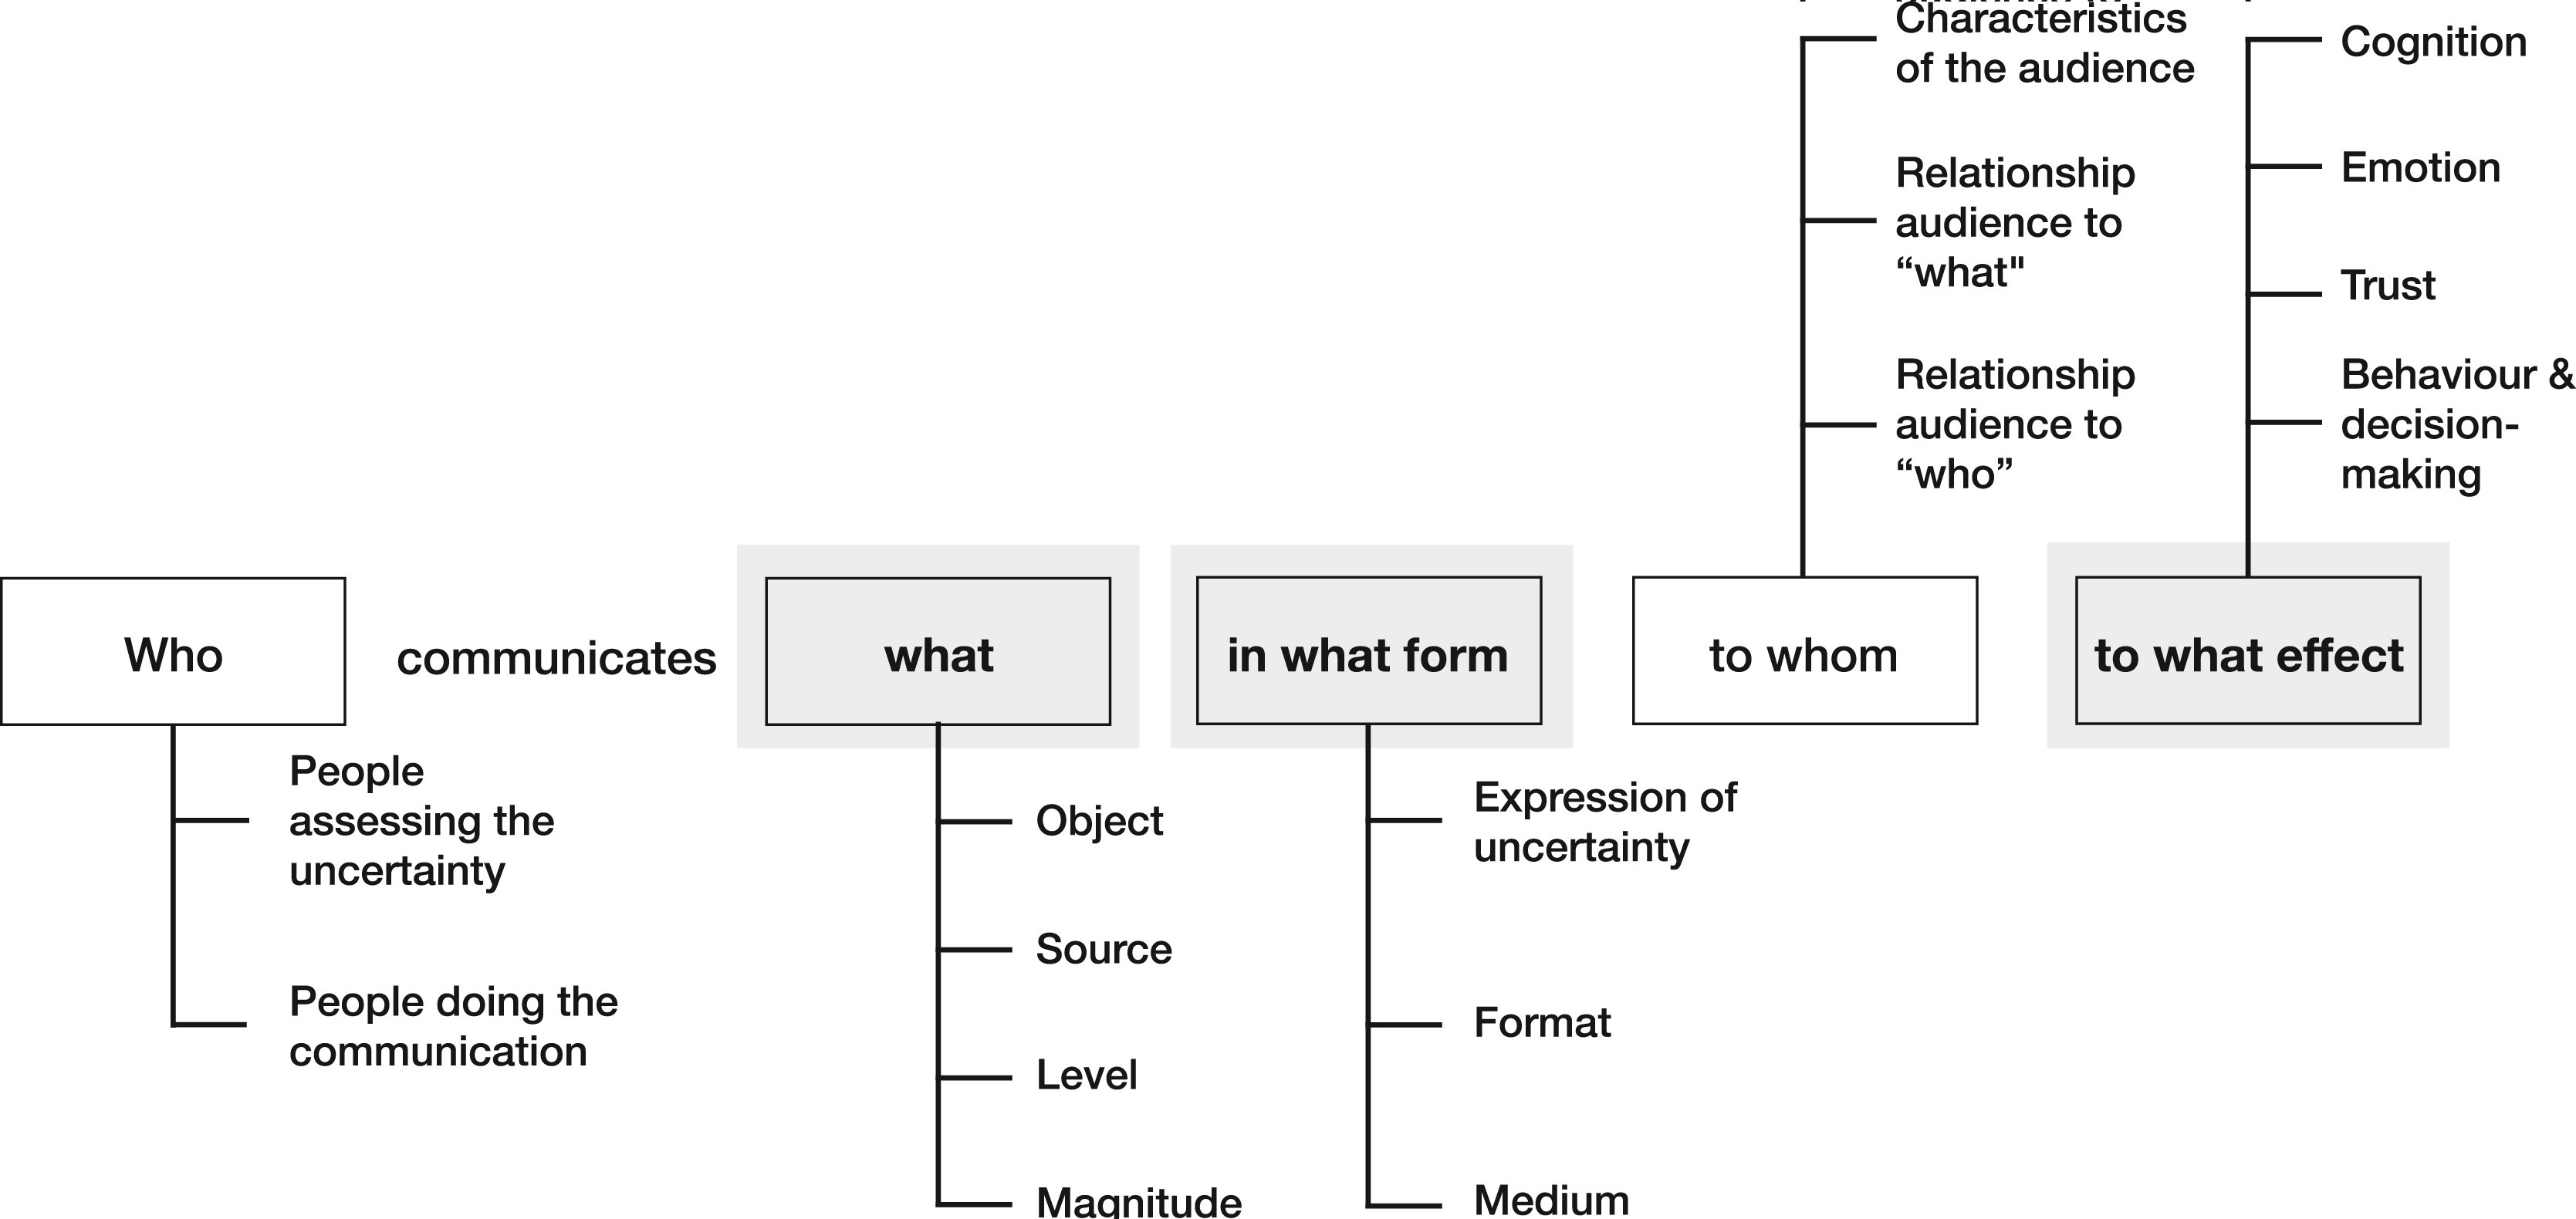 Characteristics
of the audience
Relationship
audience to
“what"
Relationship
audience to
“who”
Cognition
Emotion
Trust
Behaviour &
decision-
making
Who
communicates
what
in what form
to whom
to what effect
People
assessing the
uncertainty
People doing the
communication
Object
Source
Level
Magnitude
Expression of
uncertainty
Format
Medium